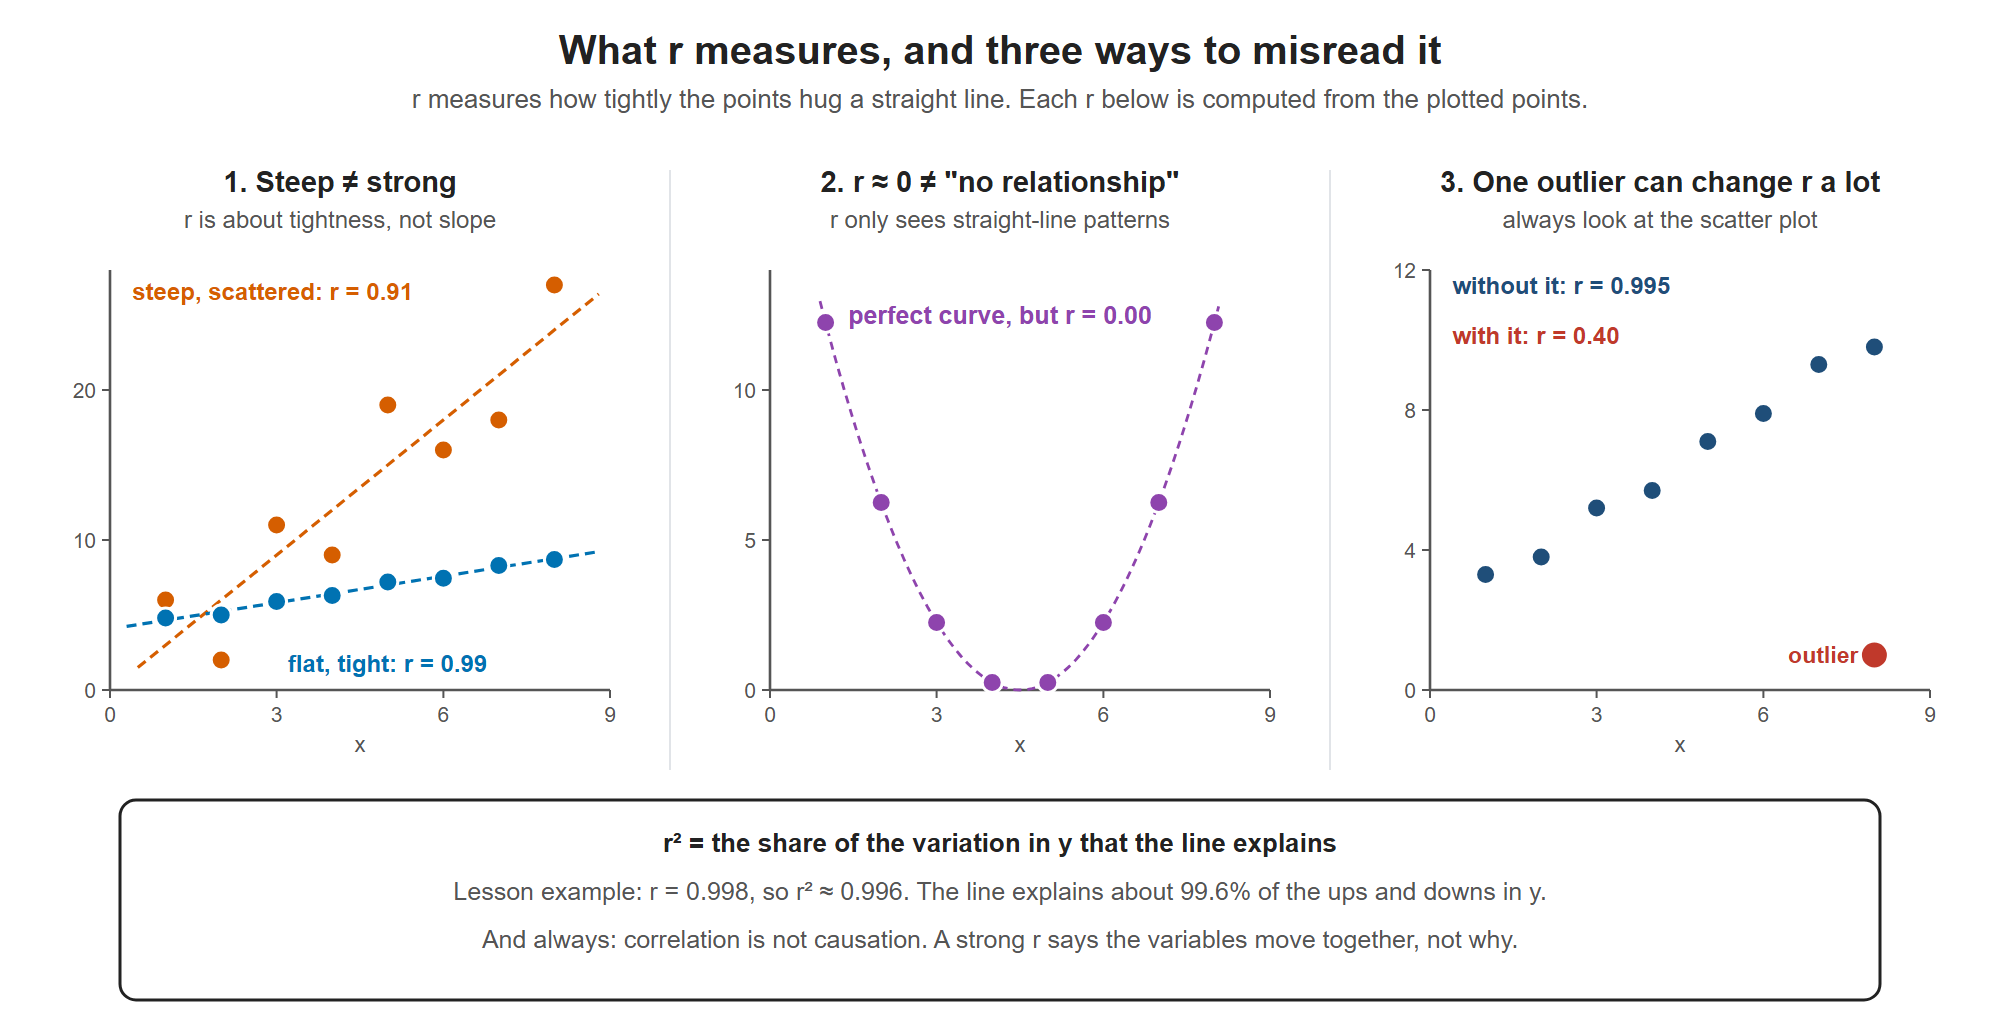 What r measures, and three ways to misread it
r measures how tightly the points hug a straight line. Each r below is computed from the plotted points.
1. Steep ≠ strong
r is about tightness, not slope
steep, scattered: r = 0.91
20
10
0
flat, tight: r = 0.99
0 3 6 9
x
2. r ≈ 0 ≠ "no relationship"
r only sees straight-line patterns
perfect curve, but r = 0.00
10
5
0
0 3 6 9
x
3. One outlier can change r a lot
always look at the scatter plot
12
without it: r = 0.995
with it: r = 0.40
8
4
outlier
0
0 3 6 9
x
r² = the share of the variation in y that the line explains
Lesson example: r = 0.998, so r² ≈ 0.996. The line explains about 99.6% of the ups and downs in y.
And always: correlation is not causation. A strong r says the variables move together, not why.